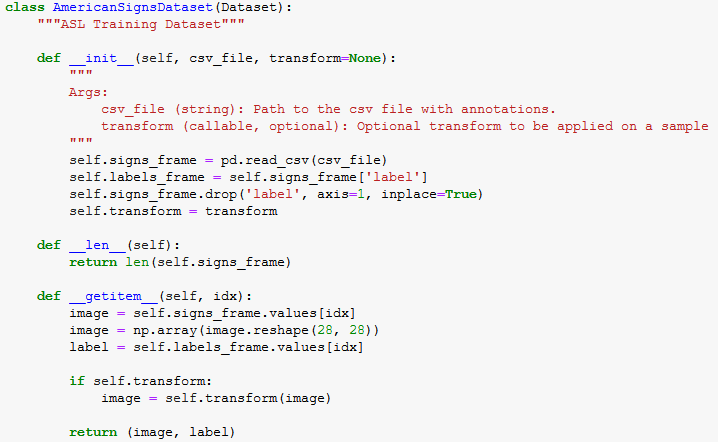 class AmericanSignsDataset(Dataset):
    """ASL Training Dataset"""

    def __init__(self, csv_file, transform=None):
        """
        Args:
            csv_file (string): Path to the csv file with annotations.
            transform (callable, optional): Optional transform to be applied on a sample
        """
        self.signs_frame = pd.read_csv(csv_file)
        self.labels_frame = self.signs_frame['label']
        self.signs_frame.drop('label', axis=1, inplace=True)
        self.transform = transform

    def __len__(self):
        return len(self.signs_frame)

    def __getitem__(self, idx):
        image = self.signs_frame.values[idx]
        image = np.array(image.reshape(28, 28))
        label = self.labels_frame.values[idx]

        if self.transform:
            image = self.transform(image)

        return (image, label)